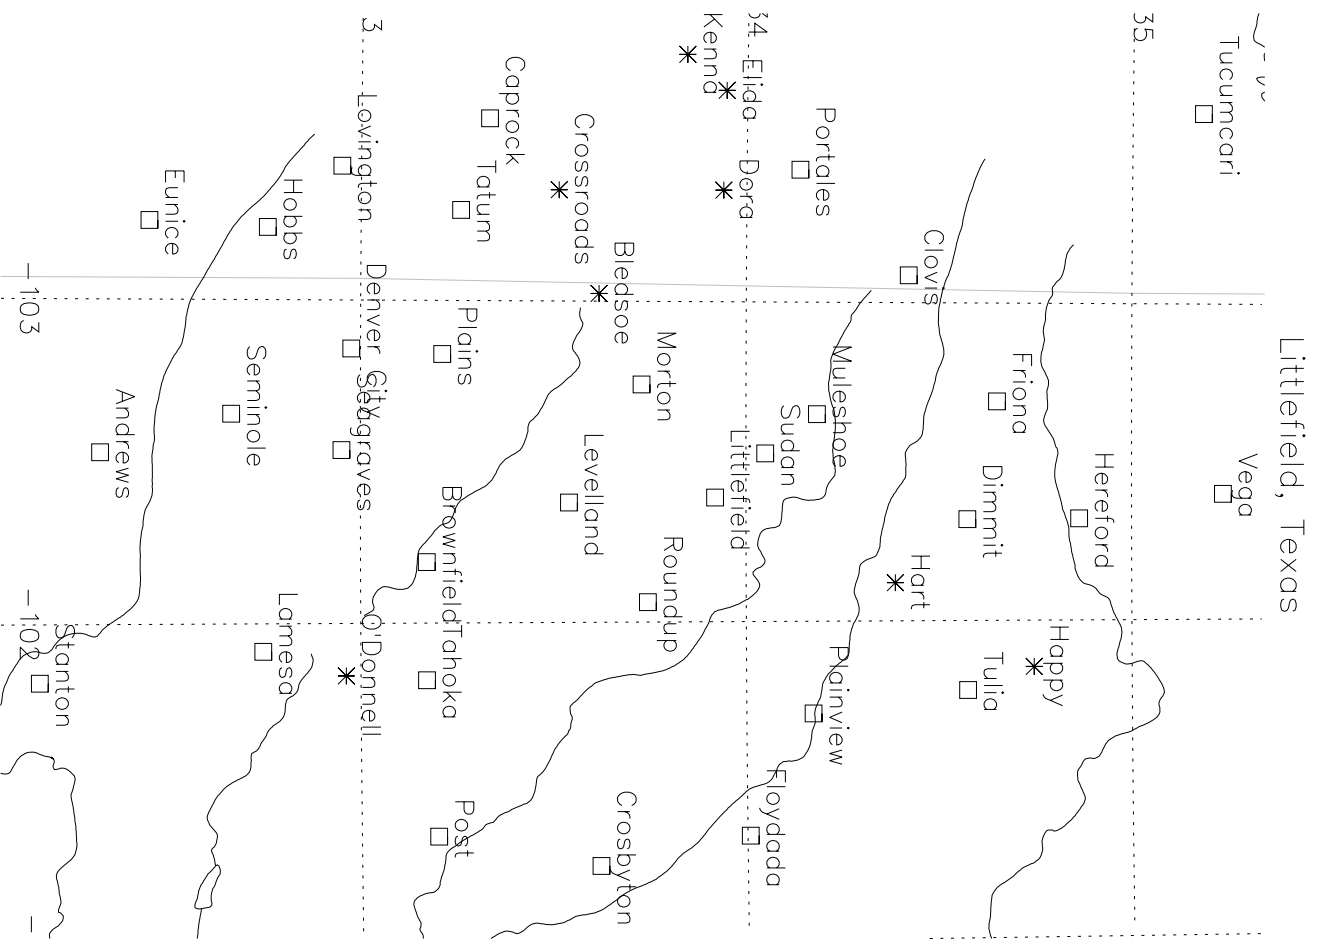 Littlefield, Texas
Tucumcari
Vega
35
Hereford
Happy
Friona
Dimmit
Tulia
Clovis
Hart
Portales
Muleshoe
Plainview
Sudan
Floydada
34
Elida
Dora
Littlefield
Kenna
Morton
Roundup
Bledsoe
Crosbyton
Crossroads
Levelland
Caprock
Tatum
Plains
Brownfield
Tahoka
Post
3
Lovington
Denver City
Seagraves
O'Donnell
Hobbs
Seminole
Lamesa
Eunice
Andrews
Stanton
-103
-102
-